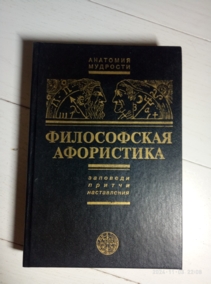 АНАТОМИЯ
МУДРОСТИ
ФИЛОСОФСКАЯ
АФОРИСТИКА
заповеди
притчи
наставления